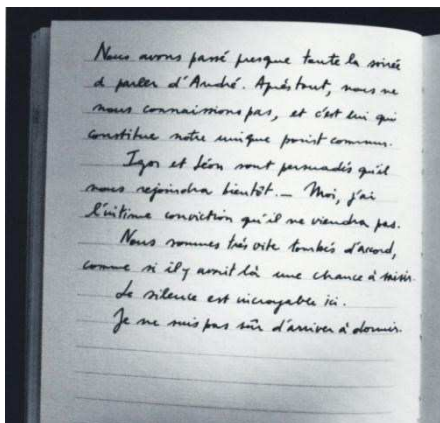 Nous avons passé presque toute la soirée
à parler d'André. Après tout, nous ne
nous connaissions pas, et c'est lui qui
constitue notre unique point commun.
Igor et Léon sont persuadés qu'il
nous rejoindra bientôt. — Moi, j'ai
l'intime conviction qu'il ne viendra pas.
Nous sommes très vite tombés d'accord,
comme si il y avait là une chance à saisir.
Le silence est incroyable ici.
Je ne suis pas sûr d'arriver à dormir.